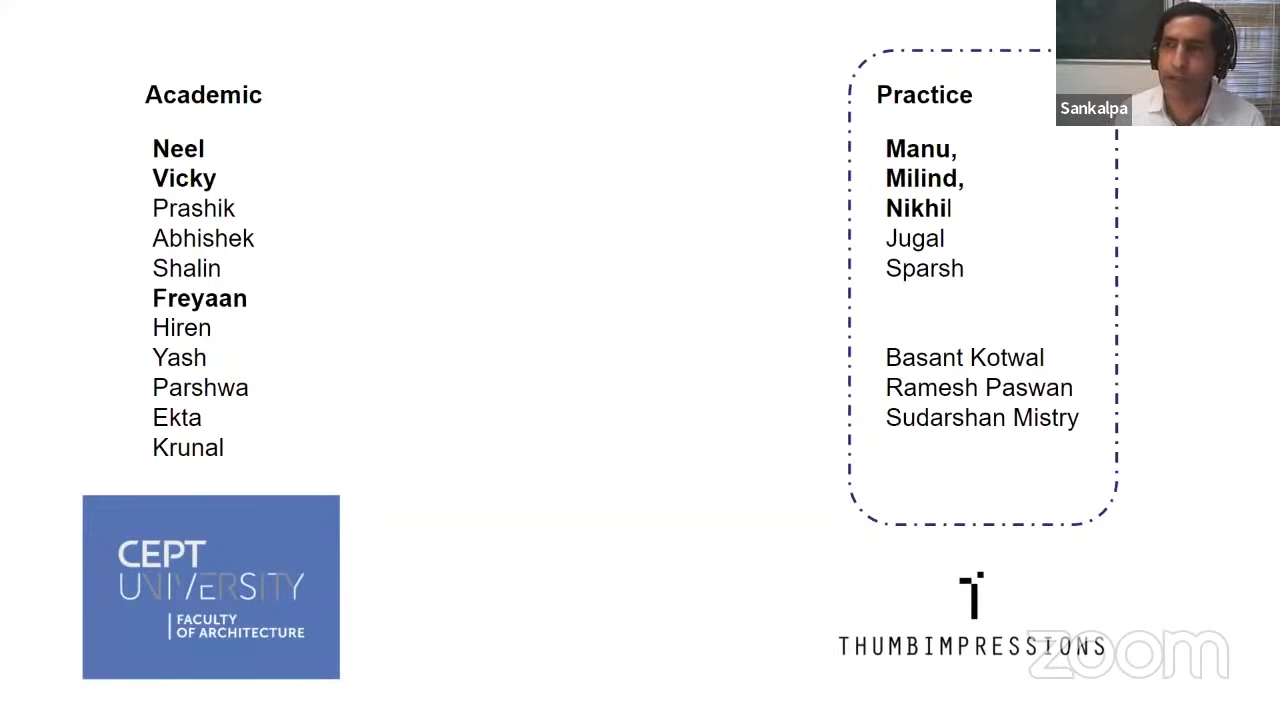 Academic
Neel
Vicky
Prashik
Abhishek
Shalin
Freyaan
Hiren
Yash
Parshwa
Ekta
Krunal
CEPT
UNIVERSITY
FACULTY
OF ARCHITECTURE
Practice
Manu,
Milind,
Nikhil
Jugal
Sparsh
Basant Kotwal
Ramesh Paswan
Sudarshan Mistry
THUMBIMPRESSIONS
zoom
Sankalpa